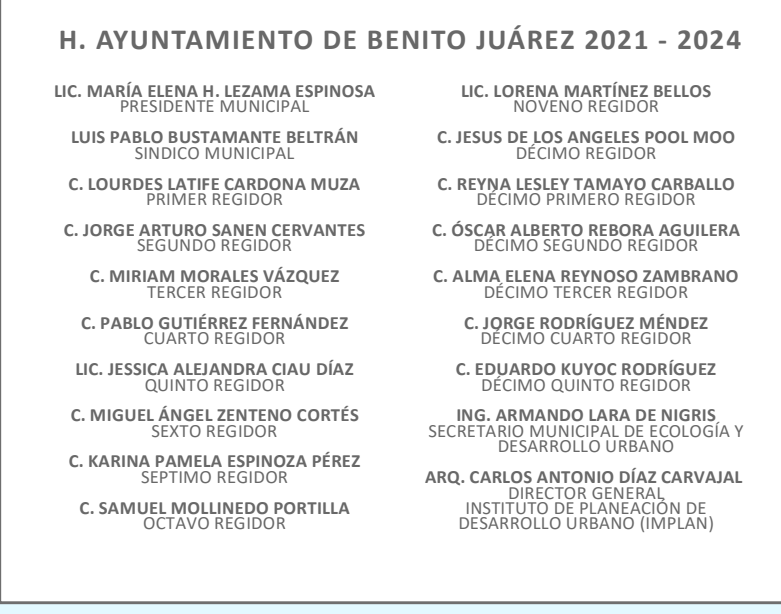 H. AYUNTAMIENTO DE BENITO JUÁREZ 2021 - 2024
LIC. MARÍA ELENA H. LEZAMA ESPINOSA
PRESIDENTE MUNICIPAL
LUIS PABLO BUSTAMANTE BELTRÁN
SINDICO MUNICIPAL
C. LOURDES LATIFE CARDONA MUZA
PRIMER REGIDOR
C. JORGE ARTURO SANEN CERVANTES
SEGUNDO REGIDOR
C. MIRIAM MORALES VÁZQUEZ
TERCER REGIDOR
C. PABLO GUTIÉRREZ FERNÁNDEZ
CUARTO REGIDOR
LIC. JESSICA ALEJANDRA CIAU DÍAZ
QUINTO REGIDOR
C. MIGUEL ÁNGEL ZENTENO CORTÉS
SEXTO REGIDOR
C. KARINA PAMELA ESPINOZA PÉREZ
SEPTIMO REGIDOR
C. SAMUEL MOLLINEDO PORTILLA
OCTAVO REGIDOR
LIC. LORENA MARTÍNEZ BELLOS
NOVENO REGIDOR
C. JESUS DE LOS ANGELES POOL MOO
DÉCIMO REGIDOR
C. REYNA LESLEY TAMAYO CARBALLO
DÉCIMO PRIMERO REGIDOR
C. ÓSCAR ALBERTO REBORA AGUILERA
DÉCIMO SEGUNDO REGIDOR
C. ALMA ELENA REYNOSO ZAMBRANO
DÉCIMO TERCER REGIDOR
C. JORGE RODRÍGUEZ MÉNDEZ
DÉCIMO CUARTO REGIDOR
C. EDUARDO KUYOC RODRÍGUEZ
DÉCIMO QUINTO REGIDOR
ING. ARMANDO LARA DE NIGRIS
SECRETARIO MUNICIPAL DE ECOLOGÍA Y
DESARROLLO URBANO
ARQ. CARLOS ANTONIO DÍAZ CARVAJAL
DIRECTOR GENERAL
INSTITUTO DE PLANEACIÓN DE
DESARROLLO URBANO (IMPLAN)